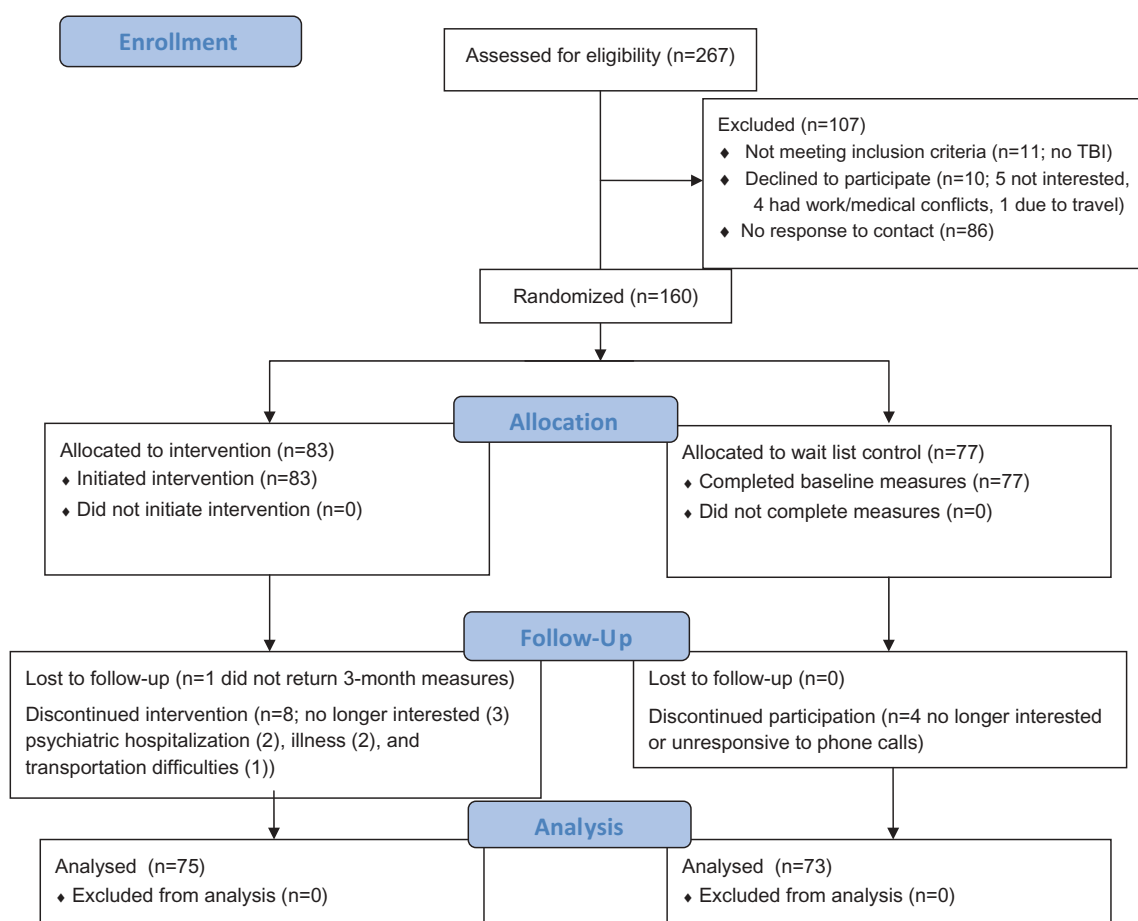 Enrollment
Assessed for eligibility (n=267)
Excluded (n=107)
♦ Not meeting inclusion criteria (n=11; no TBI)
♦ Declined to participate (n=10; 5 not interested,
4 had work/medical conflicts, 1 due to travel)
♦ No response to contact (n=86)
Randomized (n=160)
Allocation
Allocated to intervention (n=83)
♦ Initiated intervention (n=83)
♦ Did not initiate intervention (n=0)
Allocated to wait list control (n=77)
♦ Completed baseline measures (n=77)
♦ Did not complete measures (n=0)
Follow-Up
Lost to follow-up (n=1 did not return 3-month measures)
Discontinued intervention (n=8; no longer interested (3)
psychiatric hospitalization (2), illness (2), and
transportation difficulties (1))
Lost to follow-up (n=0)
Discontinued participation (n=4 no longer interested
or unresponsive to phone calls)
Analysis
Analysed (n=75)
♦ Excluded from analysis (n=0)
Analysed (n=73)
♦ Excluded from analysis (n=0)